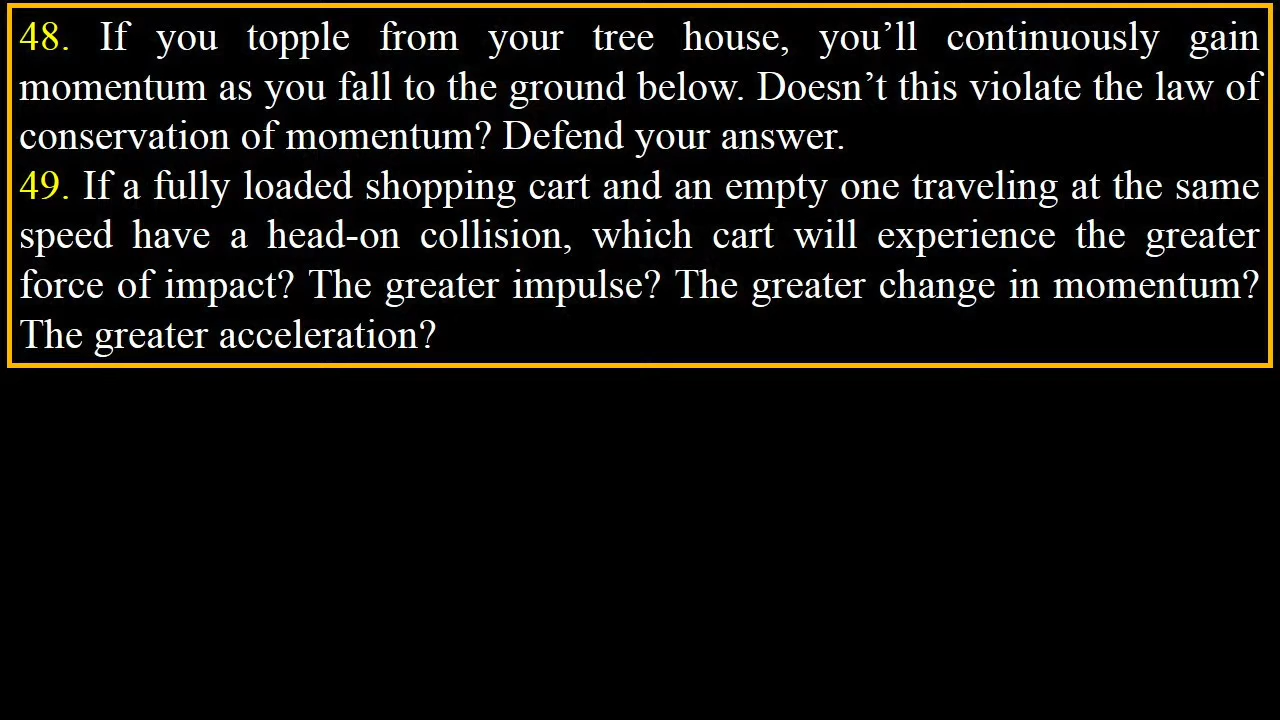 48. If you topple from your tree house, you’ll continuously gain
momentum as you fall to the ground below. Doesn’t this violate the law of
conservation of momentum? Defend your answer.
49. If a fully loaded shopping cart and an empty one traveling at the same
speed have a head-on collision, which cart will experience the greater
force of impact? The greater impulse? The greater change in momentum?
The greater acceleration?